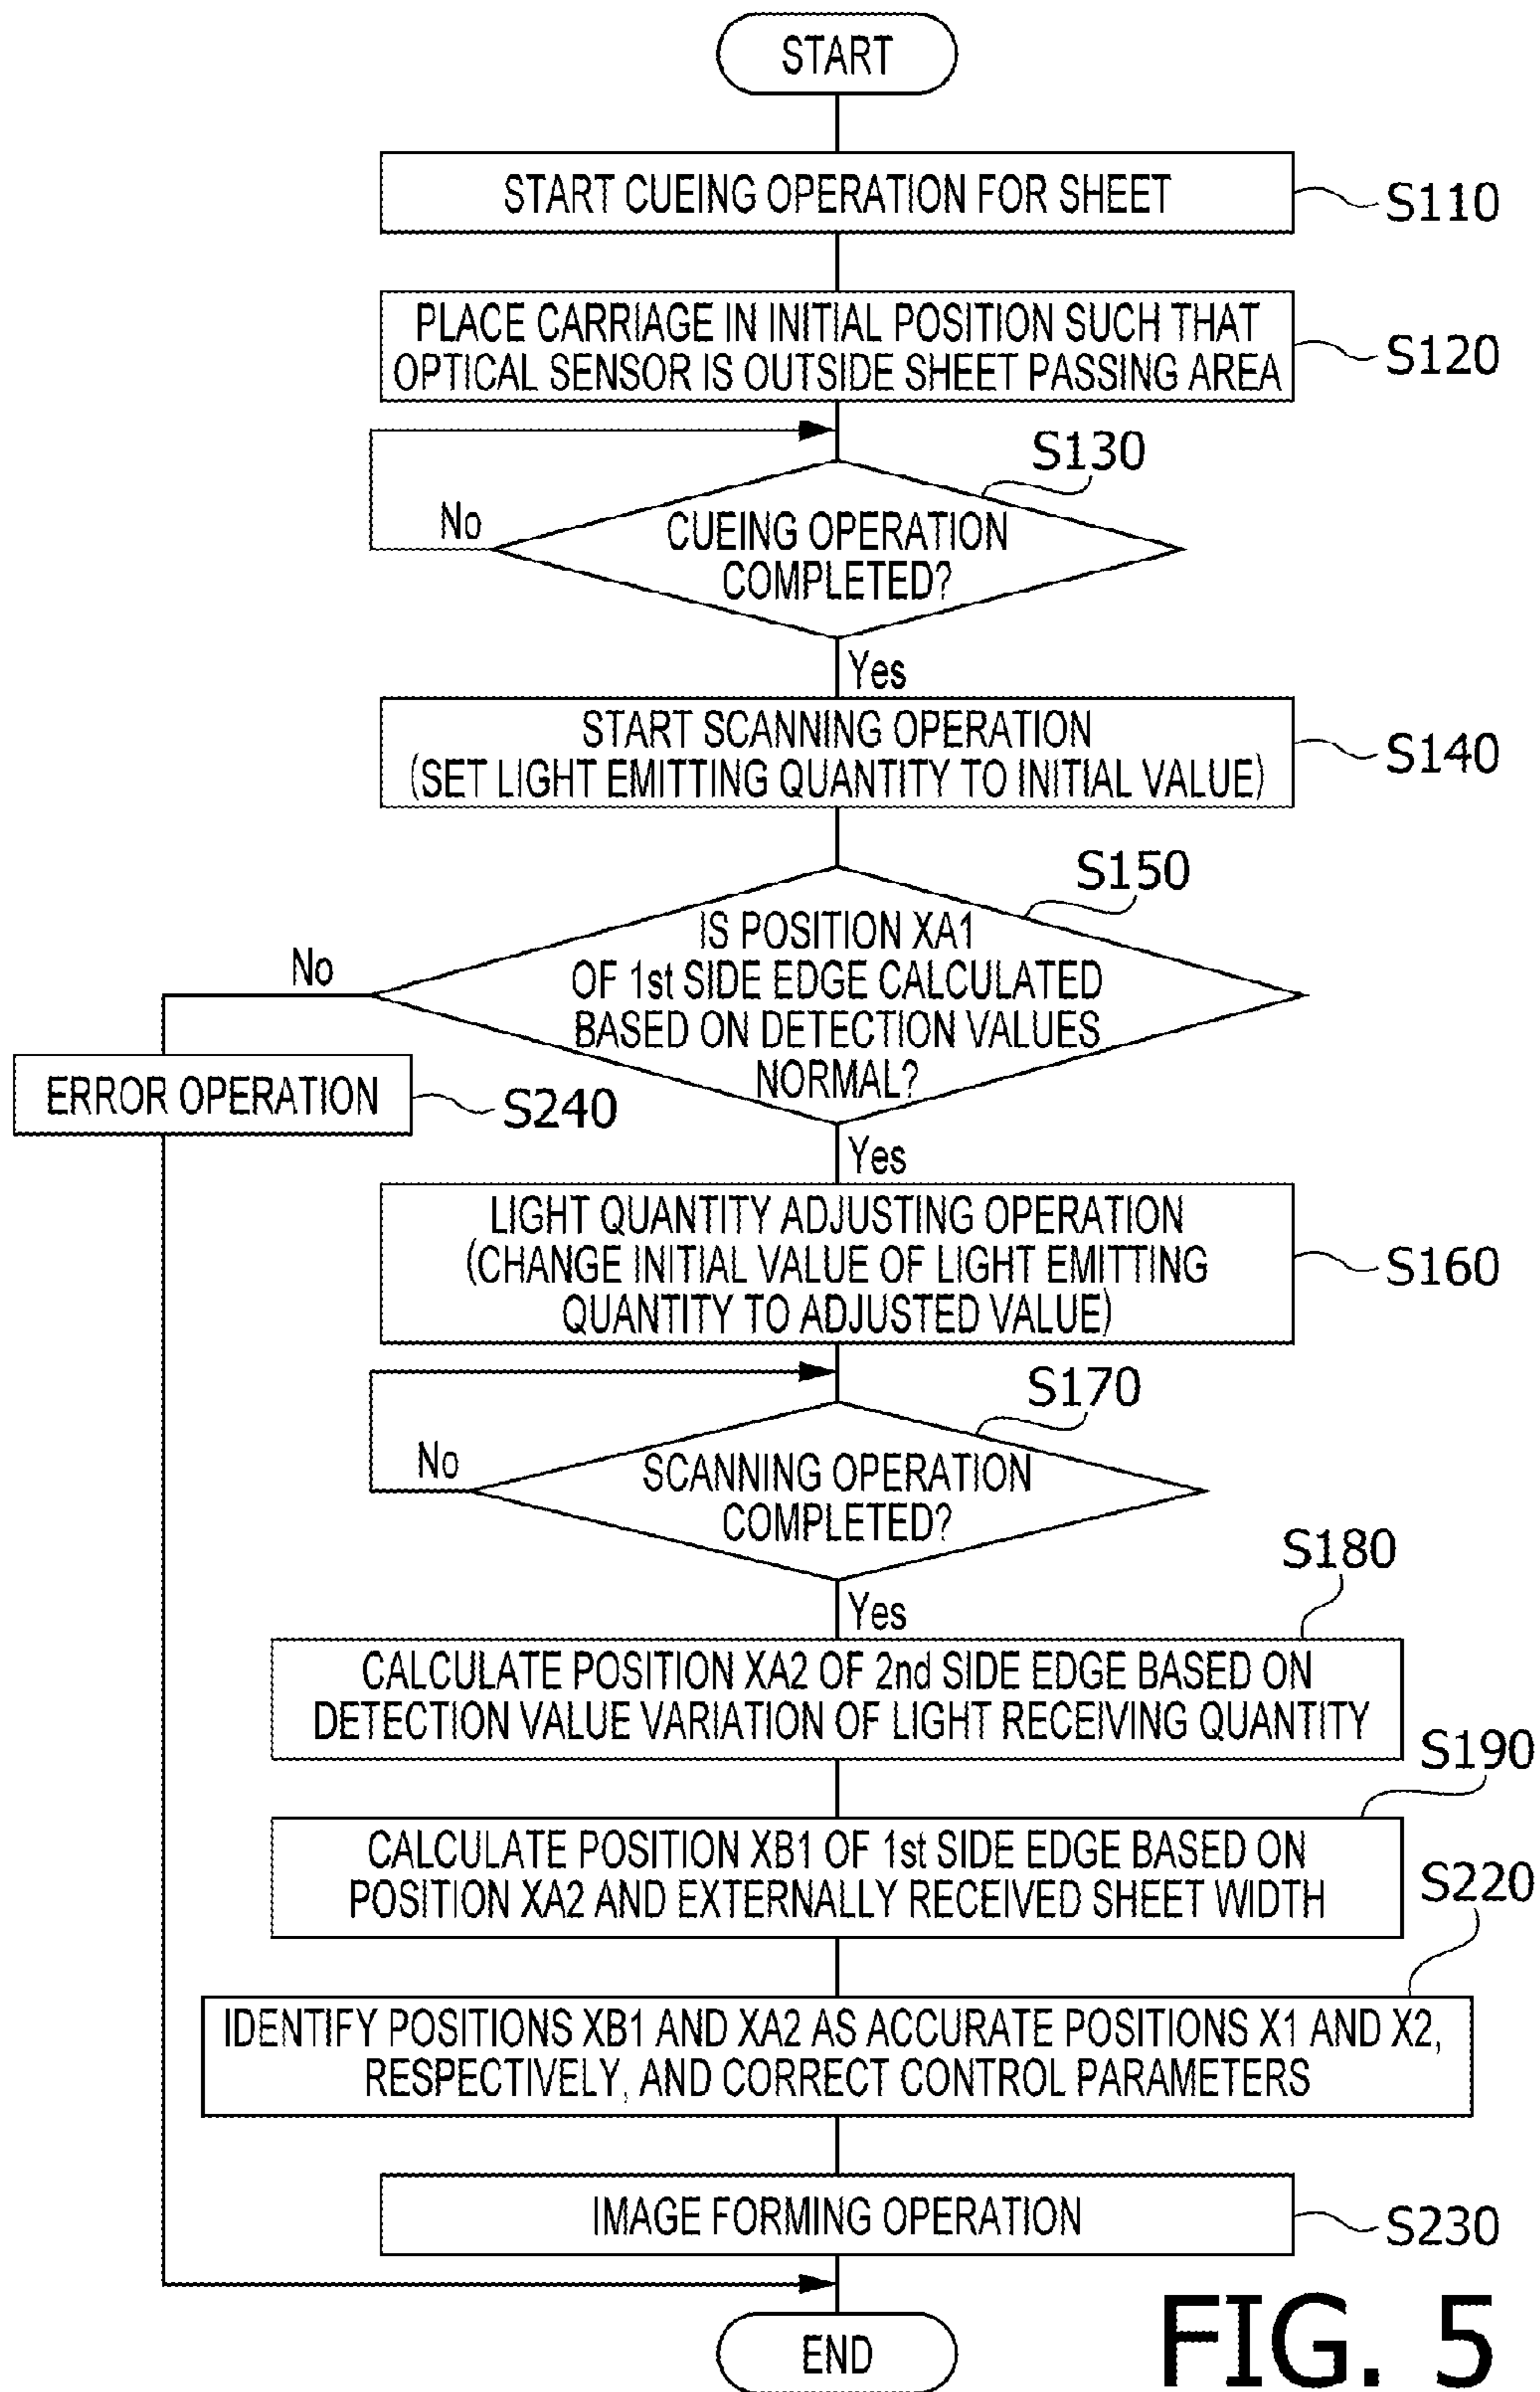 START
START CUEING OPERATION FOR SHEET
S110
PLACE CARRIAGE IN INITIAL POSITION SUCH THAT
OPTICAL SENSOR IS OUTSIDE SHEET PASSING AREA
S120
S130
No
CUEING OPERATION
COMPLETED?
Yes
START SCANNING OPERATION
(SET LIGHT EMITTING QUANTITY TO INITIAL VALUE)
S140
S150
No
IS POSITION XA1
OF 1st SIDE EDGE CALCULATED
BASED ON DETECTION VALUES
NORMAL?
ERROR OPERATION
S240
Yes
LIGHT QUANTITY ADJUSTING OPERATION
(CHANGE INITIAL VALUE OF LIGHT EMITTING
QUANTITY TO ADJUSTED VALUE)
S160
S170
No
SCANNING OPERATION
COMPLETED?
Yes
S180
CALCULATE POSITION XA2 OF 2nd SIDE EDGE BASED ON
DETECTION VALUE VARIATION OF LIGHT RECEIVING QUANTITY
S190
CALCULATE POSITION XB1 OF 1st SIDE EDGE BASED ON
POSITION XA2 AND EXTERNALLY RECEIVED SHEET WIDTH
S220
IDENTIFY POSITIONS XB1 AND XA2 AS ACCURATE POSITIONS X1 AND X2,
RESPECTIVELY, AND CORRECT CONTROL PARAMETERS
IMAGE FORMING OPERATION
S230
END
FIG. 5